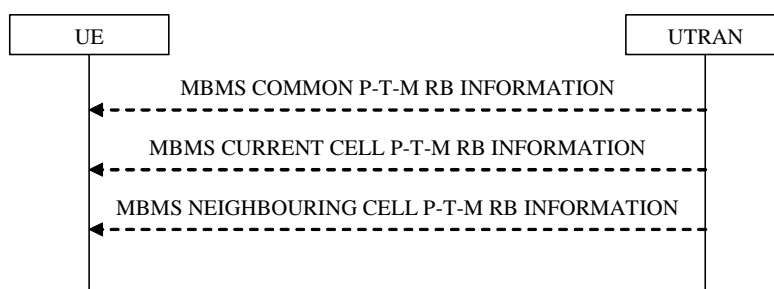 UE
UTRAN
MBMS COMMON P-T-M RB INFORMATION
MBMS CURRENT CELL P-T-M RB INFORMATION
MBMS NEIGHBOURING CELL P-T-M RB INFORMATION